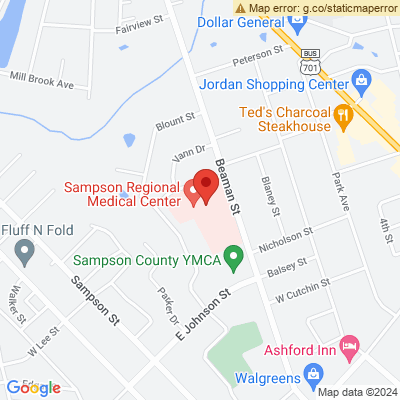 Map error: g.co/staticmaperror
Fairview St
Dollar General
Peterson St
BUS
701
Mill Brook Ave
Jordan Shopping Center
Blount St
Ted's Charcoal
Steakhouse
Vann Dr
Beaman St
Sampson Regional
Medical Center
Blaney St
Park Ave
4th St
Fluff N Fold
Nicholson St
Sampson County YMCA
Balsey St
Walker St
Sampson St
Parker Dr
W Cutchin St
E Johnson St
W Lee St
Ashford Inn
Walgreens
Google
Map data ©2024